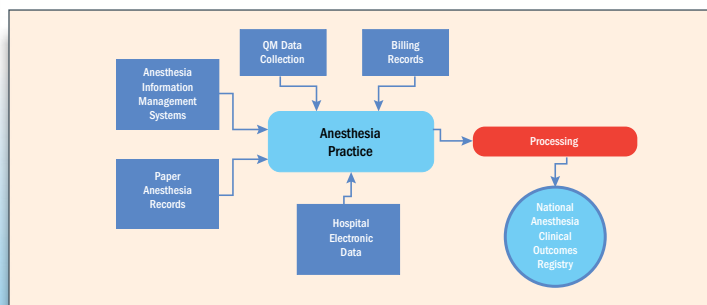 QM Data
Collection
Billing
Records
Anesthesia
Information
Management
Systems
Anesthesia
Practice
Processing
Paper
Anesthesia
Records
National
Anesthesia
Clinical
Outcomes
Registry
Hospital
Electronic
Data